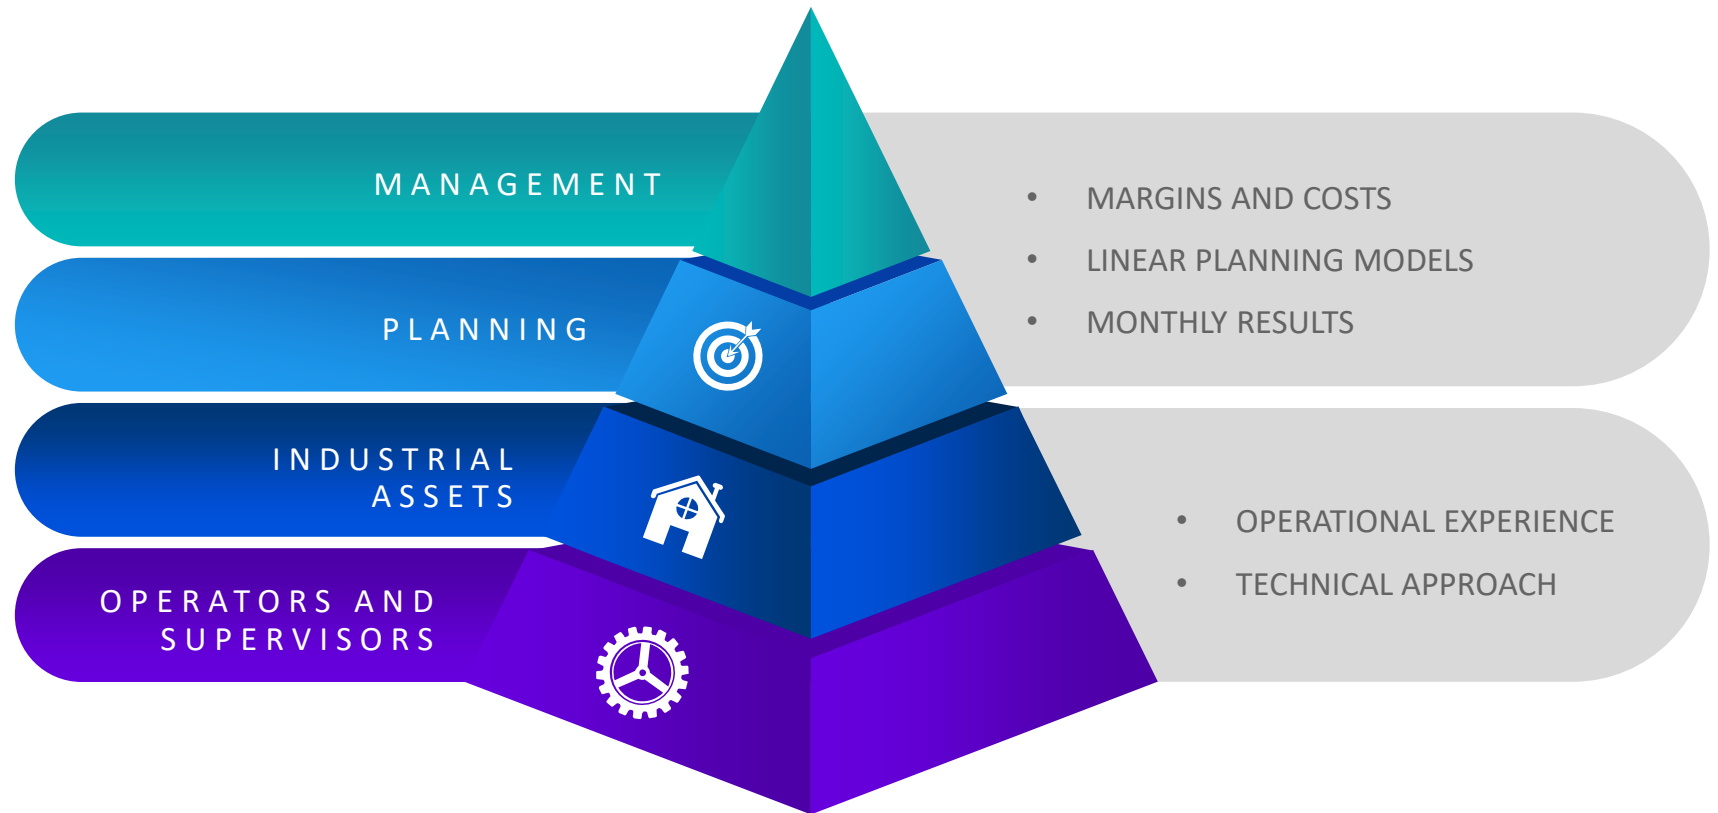 MANAGEMENT
PLANNING
INDUSTRIAL
ASSETS
OPERATORS AND
SUPERVISORS
• MARGINS AND COSTS
• LINEAR PLANNING MODELS
• MONTHLY RESULTS
• OPERATIONAL EXPERIENCE
• TECHNICAL APPROACH